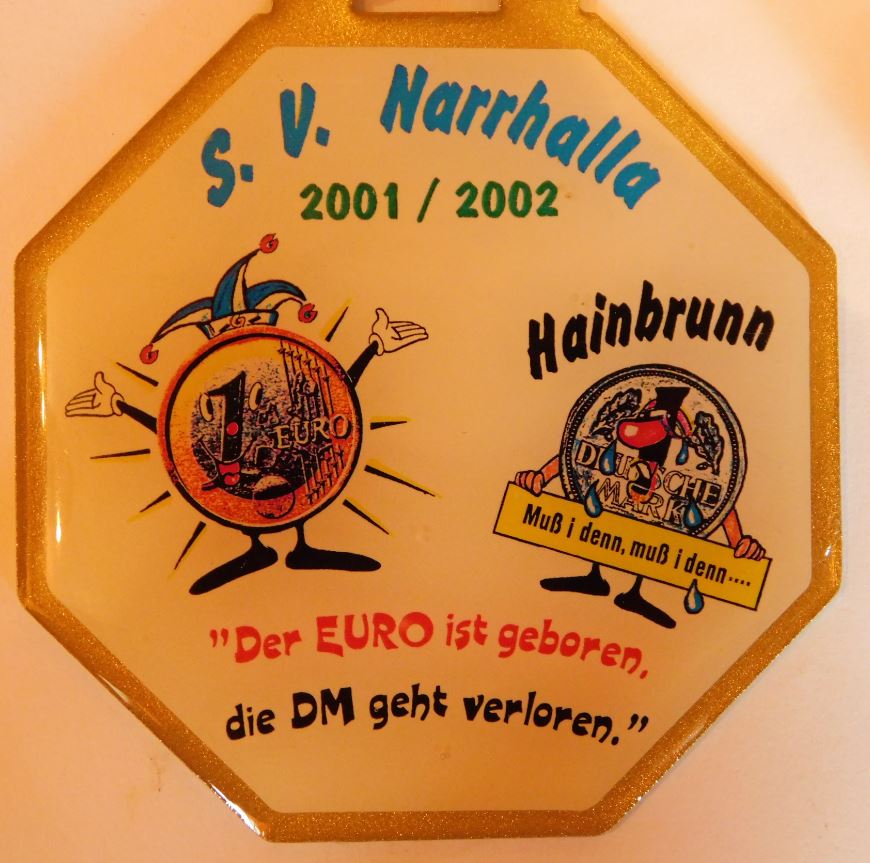 S. V. Narrhalla
2001 / 2002
Hainbrunn
1
EURO
1
DEUTSCHE
MARK
Muß i denn, muß i denn....
"Der EURO ist geboren,
die DM geht verloren."